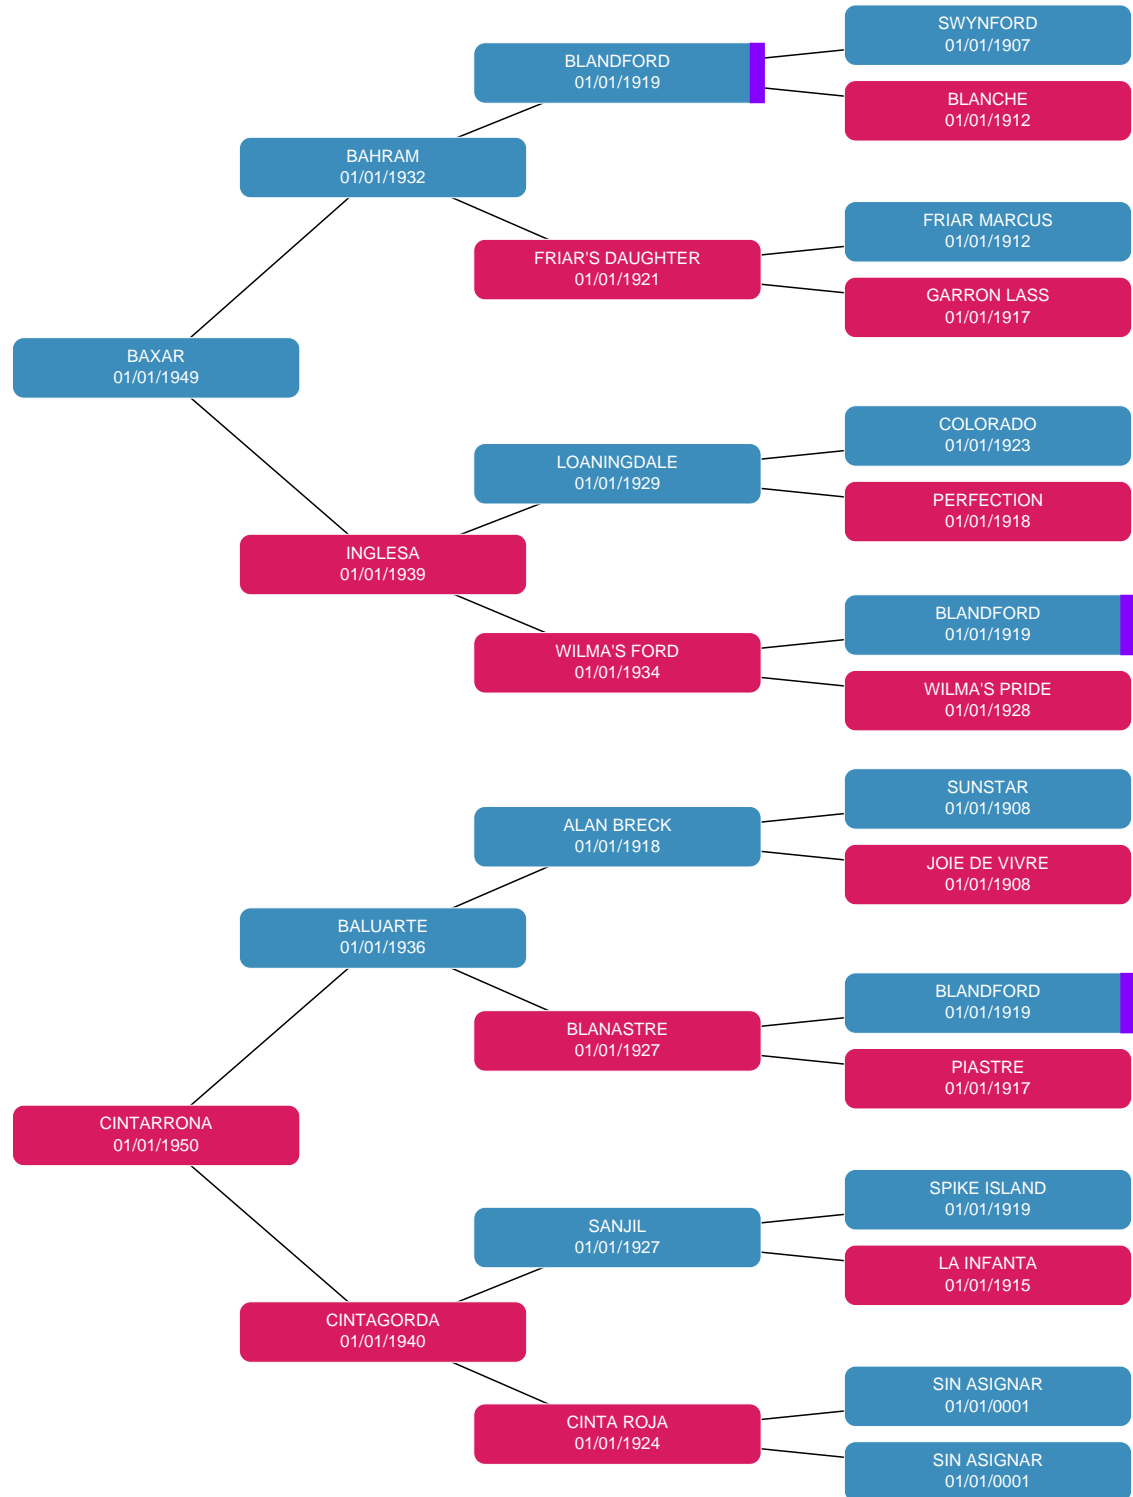 SWYNFORD
01/01/1907
BLANDFORD
01/01/1919
BLANCHE
01/01/1912
BAHRAM
01/01/1932
FRIAR MARCUS
01/01/1912
FRIAR'S DAUGHTER
01/01/1921
GARRON LASS
01/01/1917
BAXAR
01/01/1949
COLORADO
01/01/1923
LOANINGDALE
01/01/1929
PERFECTION
01/01/1918
INGLESA
01/01/1939
BLANDFORD
01/01/1919
WILMA'S FORD
01/01/1934
WILMA'S PRIDE
01/01/1928
SUNSTAR
01/01/1908
ALAN BRECK
01/01/1918
JOIE DE VIVRE
01/01/1908
BALUARTE
01/01/1936
BLANDFORD
01/01/1919
BLANASTRE
01/01/1927
PIASTRE
01/01/1917
CINTARRONA
01/01/1950
SPIKE ISLAND
01/01/1919
SANJIL
01/01/1927
LA INFANTA
01/01/1915
CINTAGORDA
01/01/1940
SIN ASIGNAR
01/01/0001
CINTA ROJA
01/01/1924
SIN ASIGNAR
01/01/0001